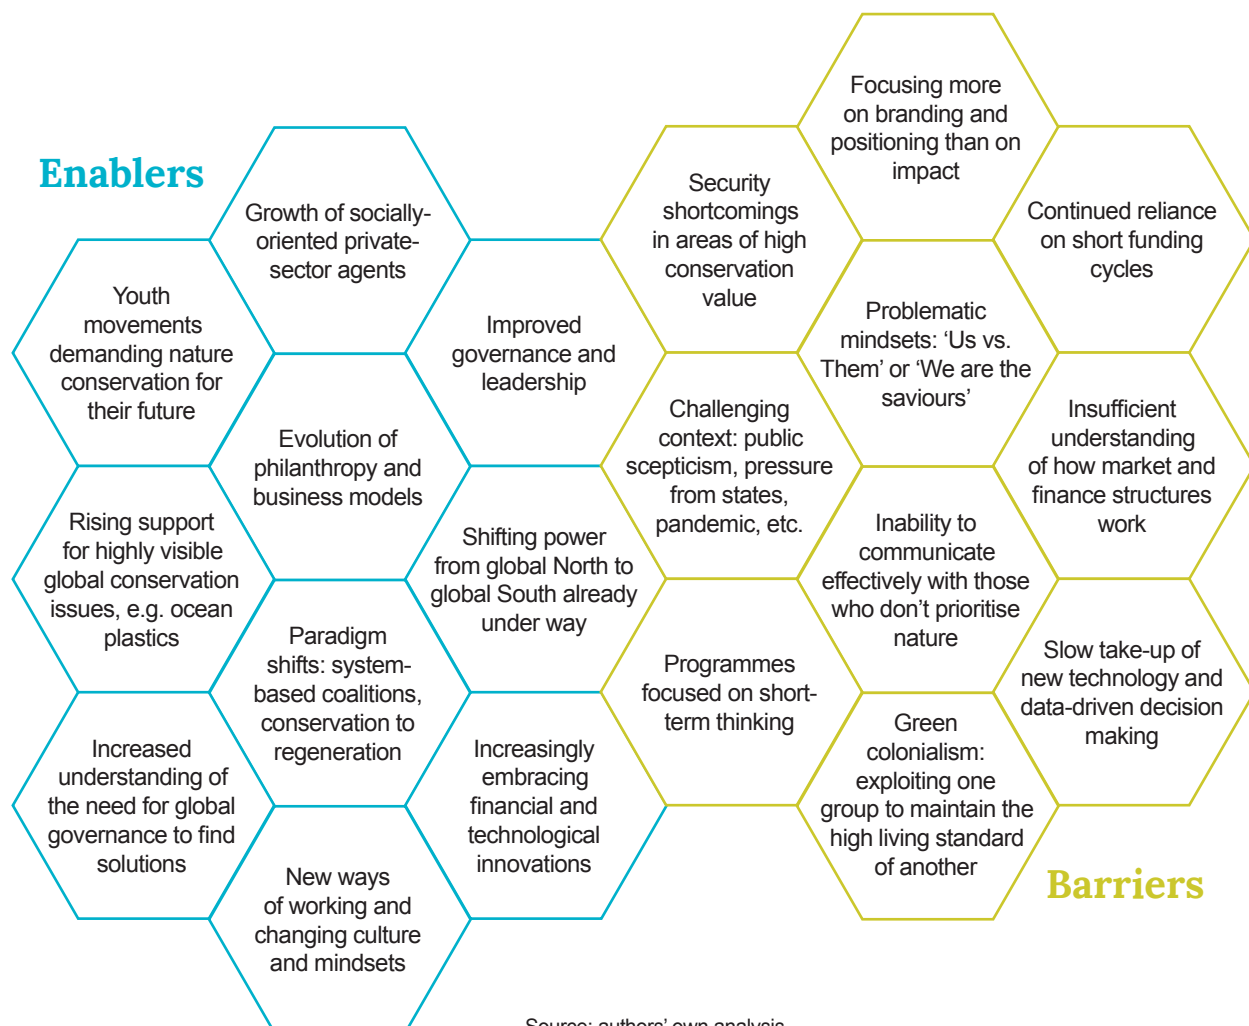 Enablers
Growth of socially-
oriented private-
sector agents
Youth
movements
demanding nature
conservation for
their future
Improved
governance and
leadership
Evolution of
philanthropy and
business models
Rising support
for highly visible
global conservation
issues, e.g. ocean
plastics
Shifting power
from global North to
global South already
under way
Paradigm
shifts: system-
based coalitions,
conservation to
regeneration
Increased
understanding of
the need for global
governance to find
solutions
Increasingly
embracing
financial and
technological
innovations
New ways
of working and
changing culture
and mindsets
Focusing more
on branding and
positioning than on
impact
Security
shortcomings
in areas of high
conservation
value
Continued reliance
on short funding
cycles
Problematic
mindsets: ‘Us vs.
Them’ or ‘We are the
saviours’
Challenging
context: public
scepticism, pressure
from states,
pandemic, etc.
Insufficient
understanding
of how market and
finance structures
work
Inability to
communicate
effectively with those
who don’t prioritise
nature
Programmes
focused on short-
term thinking
Slow take-up of
new technology and
data-driven decision
making
Green
colonialism:
exploiting one
group to maintain the
high living standard
of another
Barriers
Source: authors’ own analysis